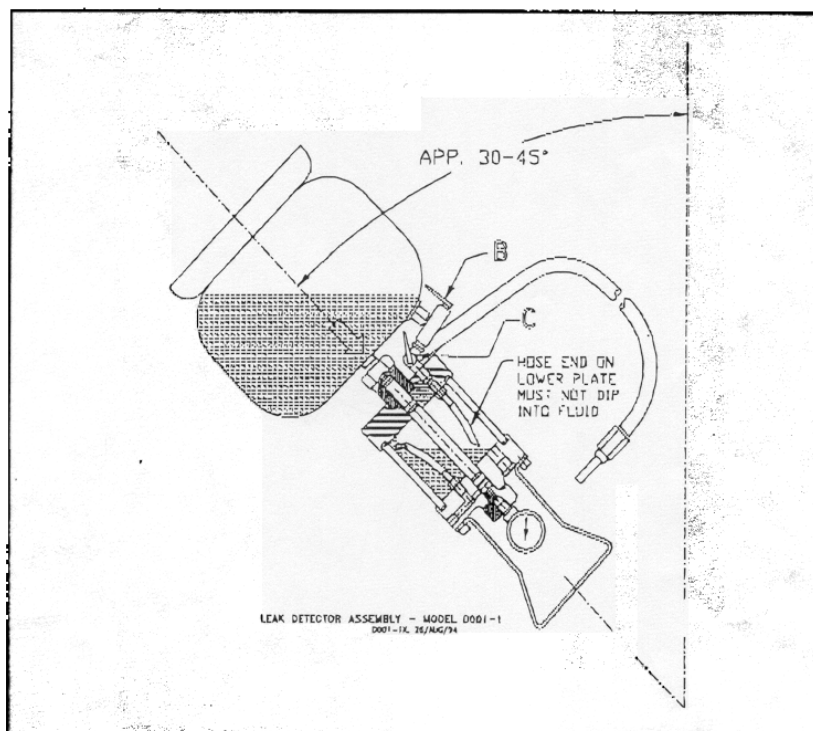 APP. 30-45°
B
C
HOSE END ON
LOWER PLATE
MUST NOT DIP
INTO FLUID
LEAK DETECTOR ASSEMBLY - MODEL D001-1